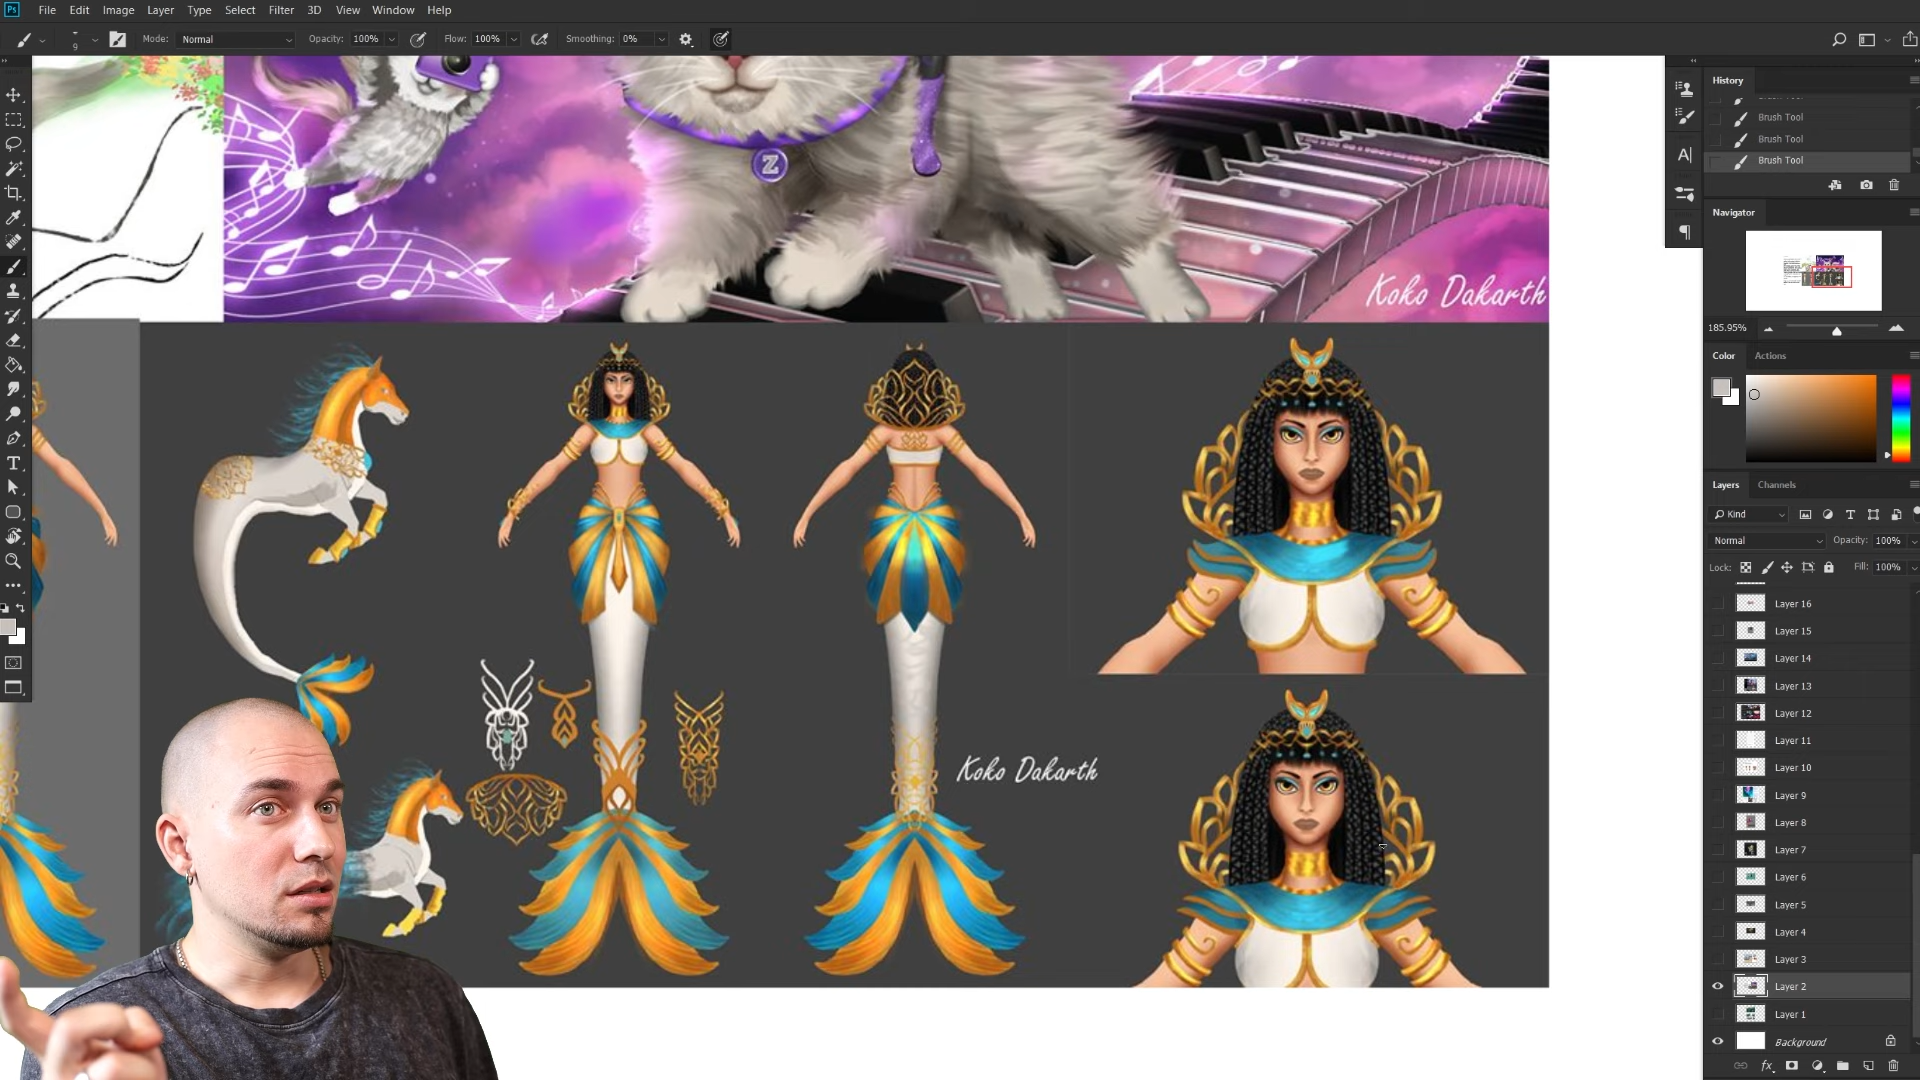 Ps File Edit Image Layer Type Select Filter 3D View Window Help
9 Mode: Normal Opacity: 100% Flow: 100% Smoothing: 0%
History
Brush Tool
Brush Tool
Brush Tool
Brush Tool
Navigator
185.95%
Color Actions
Layers Channels
Kind
Normal Opacity: 100%
Lock: Fill: 100%
Layer 16
Layer 15
Layer 14
Layer 13
Layer 12
Layer 11
Layer 10
Layer 9
Layer 8
Layer 7
Layer 6
Layer 5
Layer 4
Layer 3
Layer 2
Layer 1
Background
Z
Koko Dakarth
Koko Dakarth